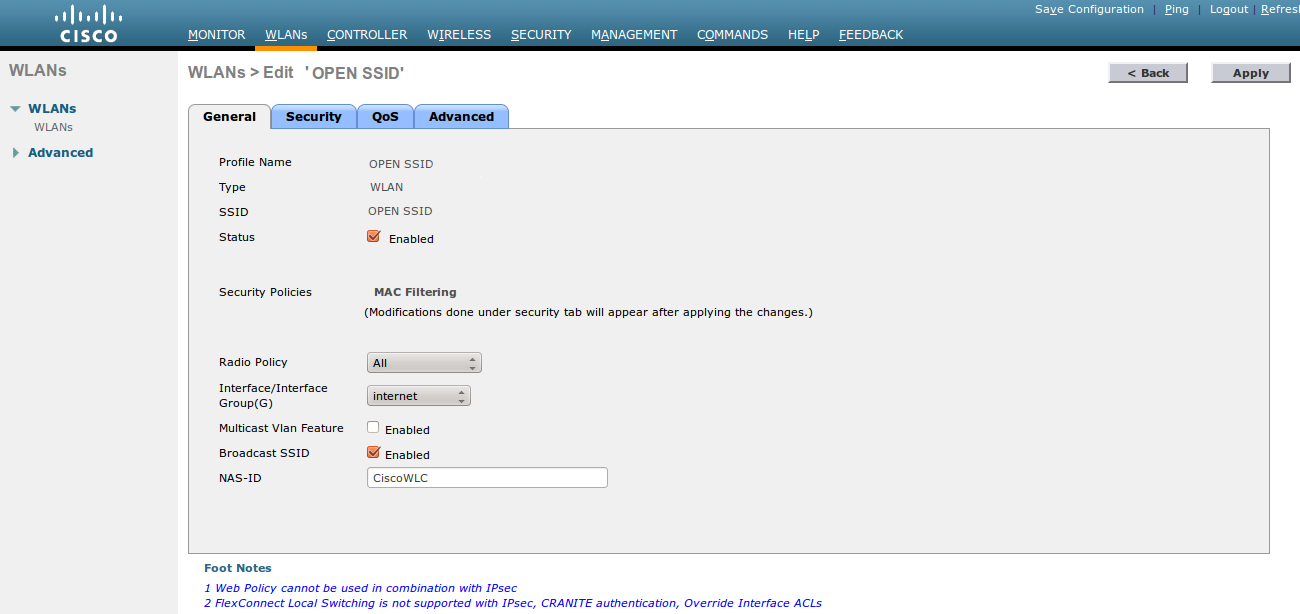 Save Configuration | Ping | Logout | Refresh
CISCO
MONITOR WLANs CONTROLLER WIRELESS SECURITY MANAGEMENT COMMANDS HELP FEEDBACK
WLANs
WLANs > Edit 'OPEN SSID'
< Back
Apply
WLANs
WLANs
Advanced
General Security QoS Advanced
Profile Name OPEN SSID
Type WLAN
SSID OPEN SSID
Status Enabled
Security Policies MAC Filtering
(Modifications done under security tab will appear after applying the changes.)
Radio Policy All
Interface/Interface
Group(G) internet
Multicast Vlan Feature Enabled
Broadcast SSID Enabled
NAS-ID CiscoWLC
Foot Notes
1 Web Policy cannot be used in combination with IPsec
2 FlexConnect Local Switching is not supported with IPsec, CRANITE authentication, Override Interface ACLs